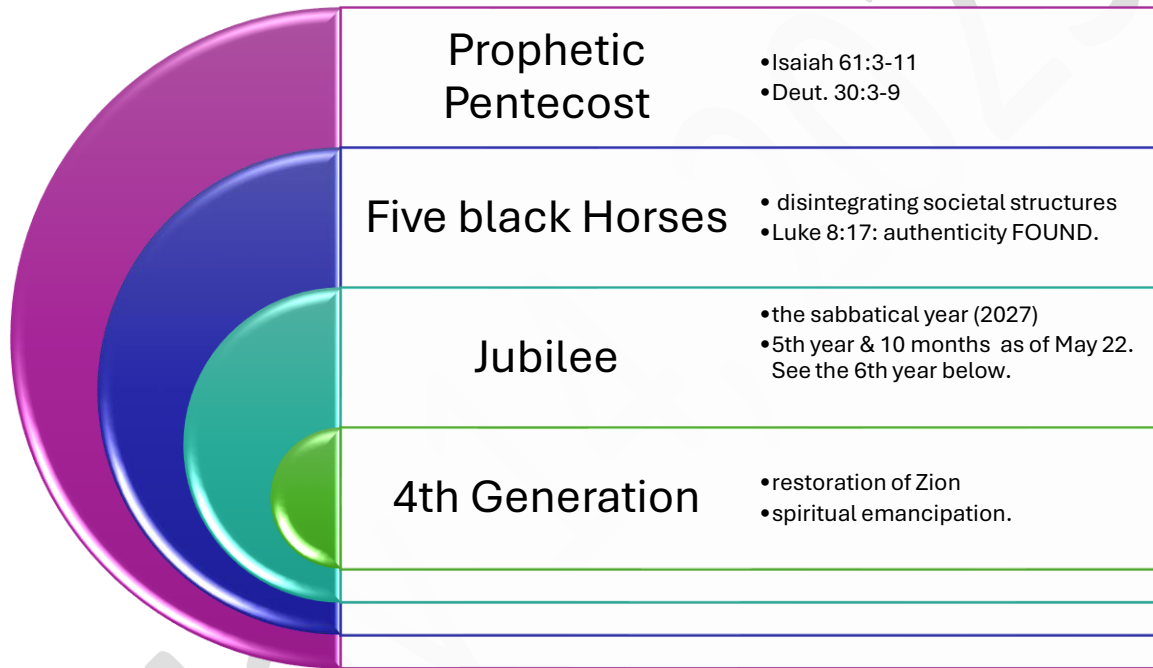 Prophetic
Pentecost
•Isaiah 61:3-11
•Deut. 30:3-9
Five black Horses
• disintegrating societal structures
•Luke 8:17: authenticity FOUND.
Jubilee
•the sabbatical year (2027)
•5th year & 10 months as of May 22.
See the 6th year below.
4th Generation
•restoration of Zion
•spiritual emancipation.